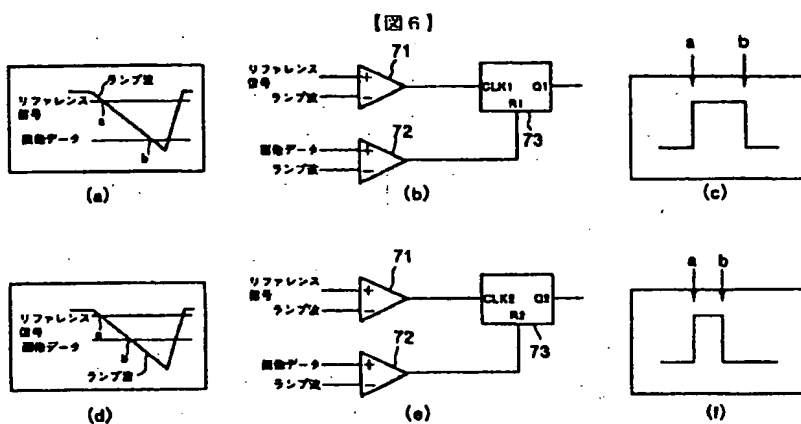 【図6】
ランプ波
リファレンス
信号
a
画像データ
b
(a)
71
リファレンス
信号
+
ランプ波
−
CLK1
Q1
R1
72
73
画像データ
+
ランプ波
−
(b)
a
b
(c)
リファレンス
信号
a
画像データ
b
ランプ波
(d)
71
リファレンス
信号
+
ランプ波
−
CLK2
Q2
R2
72
73
画像データ
+
ランプ波
−
(e)
a
b
(f)